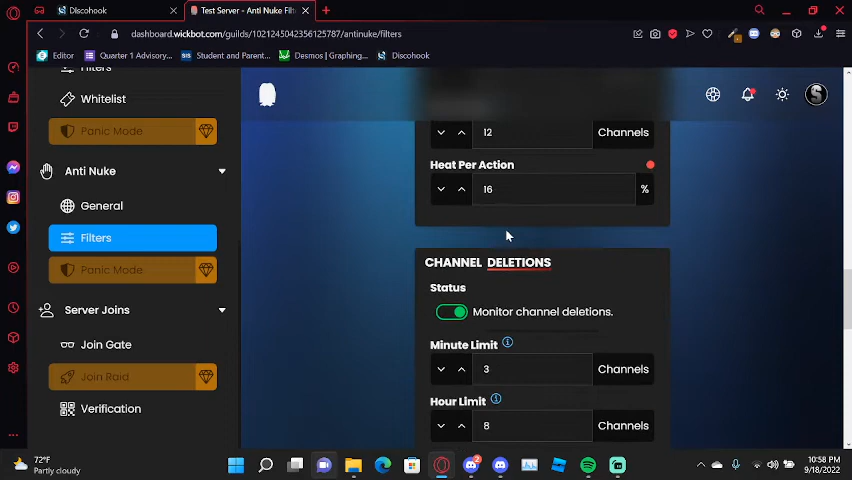 Discohook
Test Server - Anti Nuke Filt
dashboard.wickbot.com/guilds/1021245042356125787/antinuke/filters
Editor
Quarter 1 Advisory...
SIS
Student and Parent...
Desmos | Graphing...
Discohook
Filters
Whitelist
Panic Mode
Anti Nuke
General
Filters
Panic Mode
Server Joins
Join Gate
Join Raid
Verification
12 Channels
Heat Per Action
16 %
CHANNEL DELETIONS
Status
Monitor channel deletions.
Minute Limit
3 Channels
Hour Limit
8 Channels
72°F
Partly cloudy
2
10:58 PM
9/18/2022